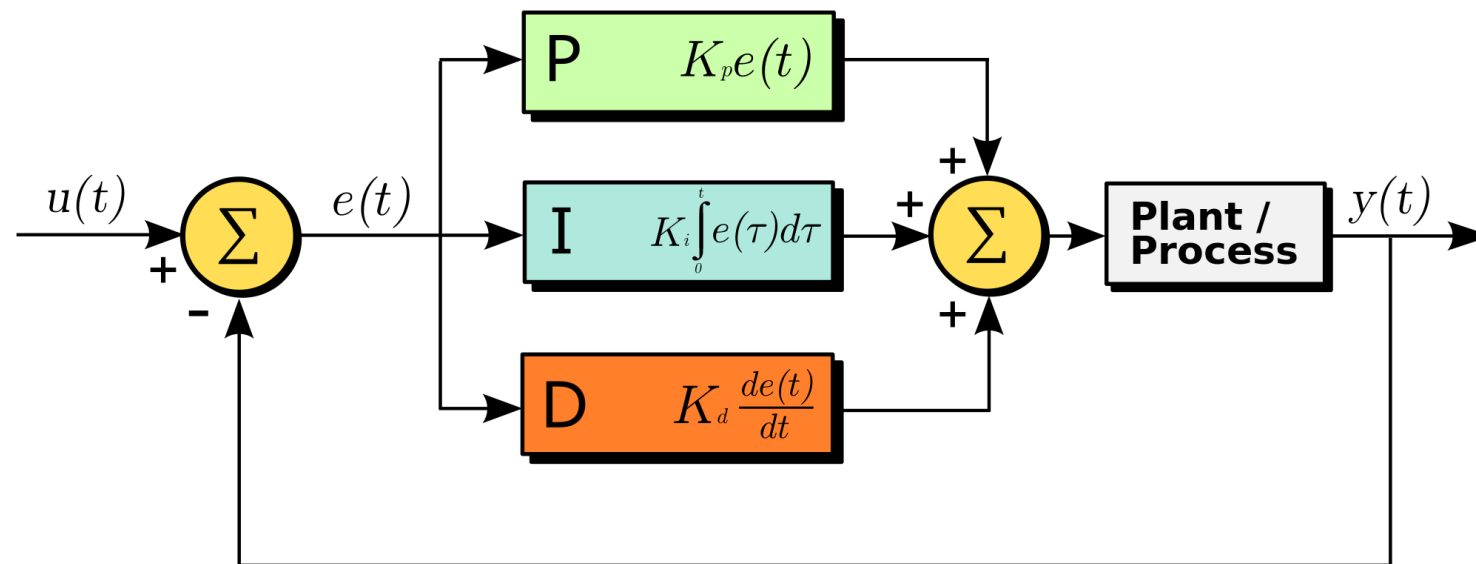 P K_p e(t)
+
u(t)
Σ
e(t)
I K_i ∫_0^t e(τ)dτ
+
Σ
Plant /
Process
y(t)
+
-
+
D K_d de(t)/dt